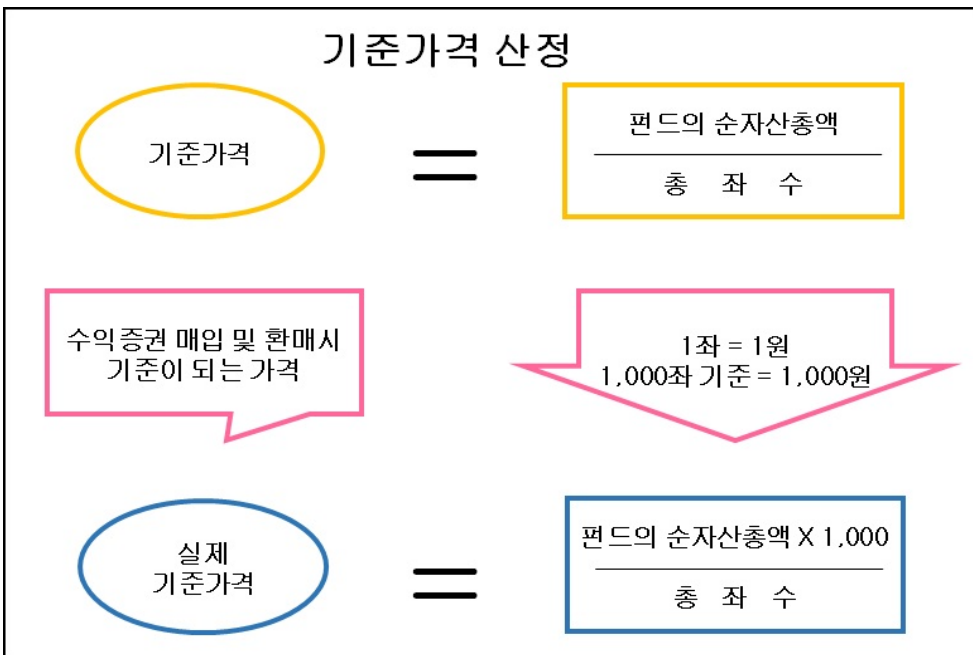 기준가격 산정
기준가격
=
펀드의 순자산총액
총 좌 수
수익증권 매입 및 환매시
기준이 되는 가격
1좌 = 1원
1,000좌 기준 = 1,000원
실제
기준가격
=
펀드의 순자산총액 X 1,000
총 좌 수